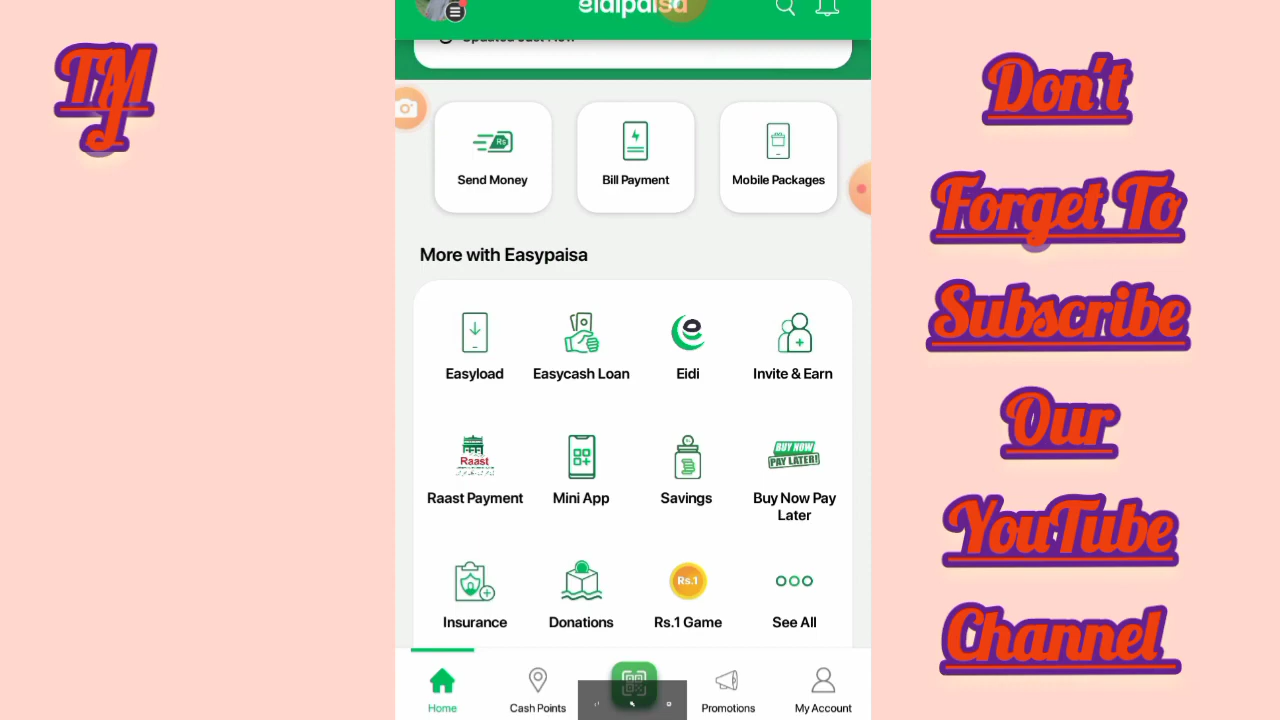 TM
J
eidipaisa
Updated Just Now
Rs
Send Money
Bill Payment
Mobile Packages
More with Easypaisa
Easyload
Easycash Loan
Eidi
Invite & Earn
Raast
BUY NOW
PAY LATER!
Raast Payment
Mini App
Savings
Buy Now Pay
Later
Rs.1
Insurance
Donations
Rs.1 Game
See All
Home
Cash Points
Promotions
My Account
Don't
Forget To
Subscribe
Our
YouTube
Channel